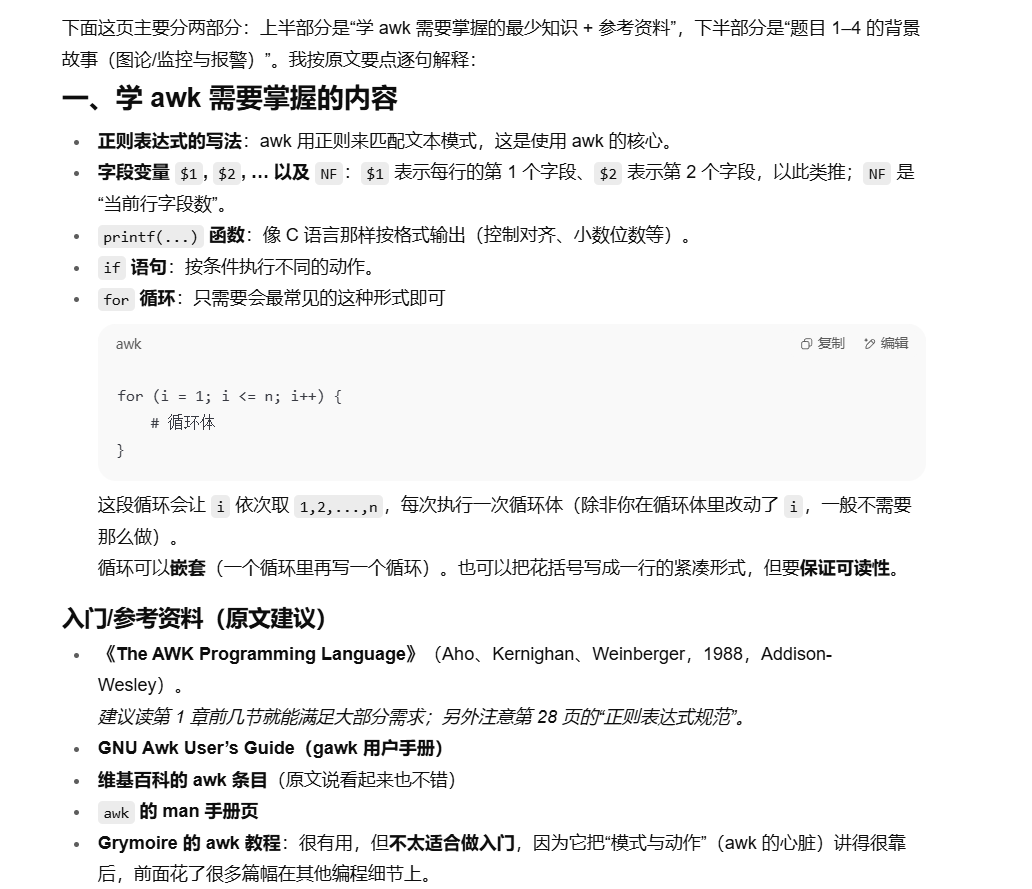 下面这页主要分两部分：上半部分是“学 awk 需要掌握的最少知识 + 参考资料”，下半部分是“题目 1–4 的背景
故事（图论/监控与报警）”。我按原文要点逐句解释：
一、学 awk 需要掌握的内容
• 正则表达式的写法：awk 用正则来匹配文本模式，这是使用 awk 的核心。
• 字段变量 $1, $2, … 以及 NF：$1 表示每行的第 1 个字段、$2 表示第 2 个字段，以此类推；NF 是
“当前行字段数”。
• printf(...) 函数：像 C 语言那样按格式输出（控制对齐、小数位数等）。
• if 语句：按条件执行不同的动作。
• for 循环：只需要会最常见的这种形式即可
awk 复制 编辑
for (i = 1; i <= n; i++) {
# 循环体
}
这段循环会让 i 依次取 1,2,...,n，每次执行一次循环体（除非你在循环体里改动了 i，一般不需要
那么做）。
循环可以嵌套（一个循环里再写一个循环）。也可以把花括号写成一行的紧凑形式，但要保证可读性。
入门/参考资料（原文建议）
• 《The AWK Programming Language》（Aho、Kernighan、Weinberger，1988，Addison-
Wesley）。
建议读第 1 章前几节就能满足大部分需求；另外注意第 28 页的“正则表达式规范”。
• GNU Awk User’s Guide（gawk 用户手册）
• 维基百科的 awk 条目（原文说看起来也不错）
• awk 的 man 手册页
• Grymoire 的 awk 教程：很有用，但不太适合做入门，因为它把“模式与动作”（awk 的心脏）讲得很靠
后，前面花了很多篇幅在其他编程细节上。